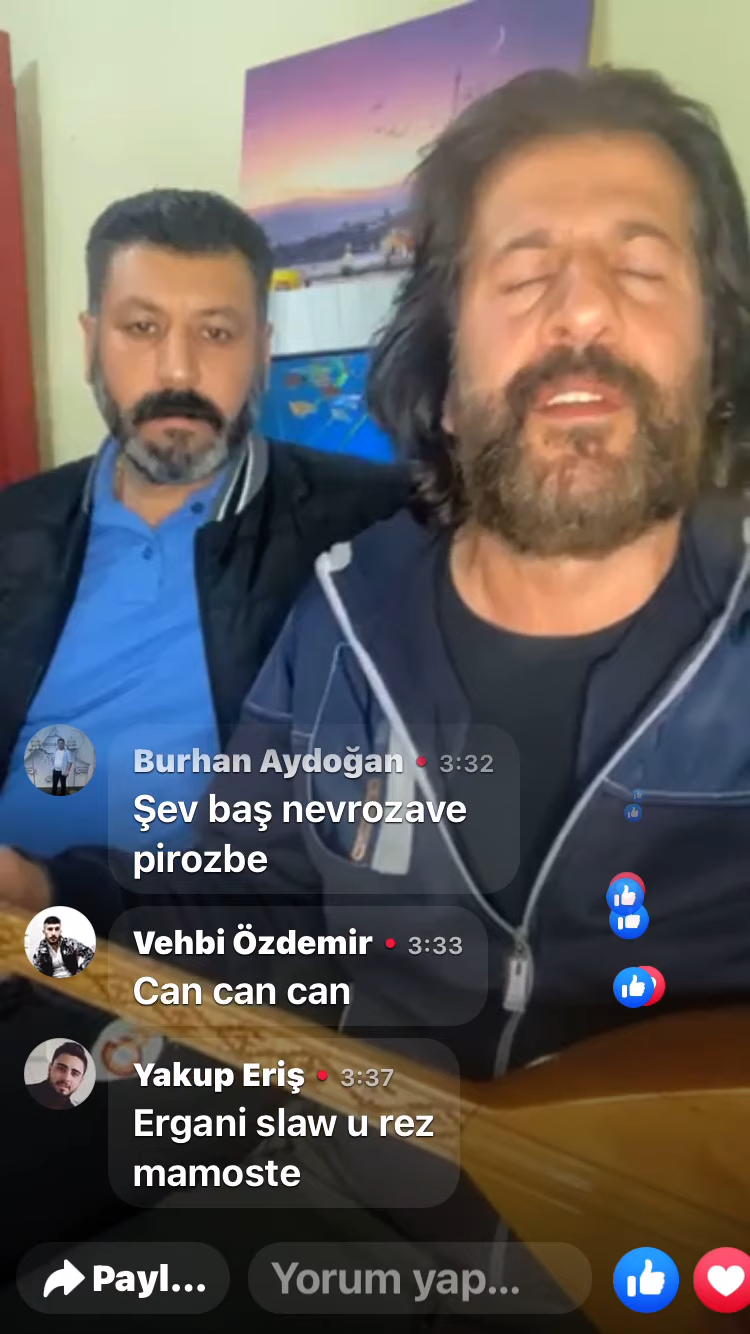 Burhan Aydoğan • 3:32
Şev baş nevrozave
pirozbe
Vehbi Özdemir • 3:33
Can can can
Yakup Eriş • 3:37
Ergani slaw u rez
mamoste
Payl...
Yorum yap...